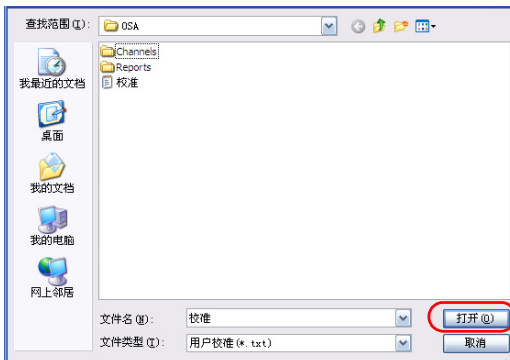 查找范围(I):
OSA
Channels
Reports
校准
我最近的文档
桌面
我的文档
我的电脑
网上邻居
文件名(N):
校准
打开(O)
文件类型(T):
用户校准(*.txt)
取消